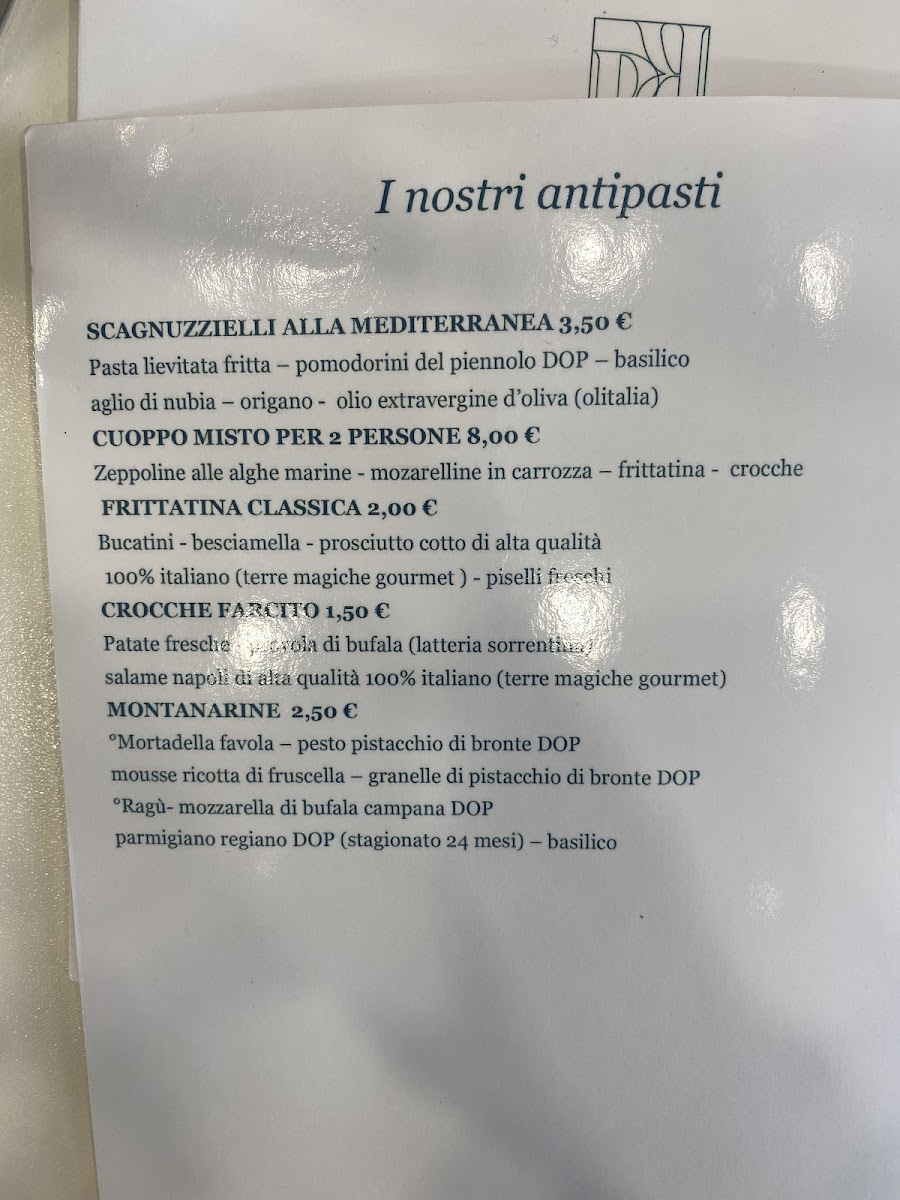 I nostri antipasti
SCAGNUZZIELLI ALLA MEDITERRANEA 3,50 €
Pasta lievitata fritta – pomodorini del piennolo DOP – basilico
aglio di nubia – origano - olio extravergine d'oliva (olitalia)
CUOPPO MISTO PER 2 PERSONE 8,00 €
Zeppoline alle alghe marine - mozarelline in carrozza – frittatina - crocche
FRITTATINA CLASSICA 2,00 €
Bucatini - besciamella - prosciutto cotto di alta qualità
100% italiano (terre magiche gourmet ) - piselli freschi
CROCCHE FARCITO 1,50 €
Patate fresche - provola di bufala (latteria sorrentina)
salame napoli di alta qualità 100% italiano (terre magiche gourmet)
MONTANARINE 2,50 €
°Mortadella favola – pesto pistacchio di bronte DOP
mousse ricotta di fruscella – granelle di pistacchio di bronte DOP
°Ragù- mozzarella di bufala campana DOP
parmigiano regiano DOP (stagionato 24 mesi) – basilico